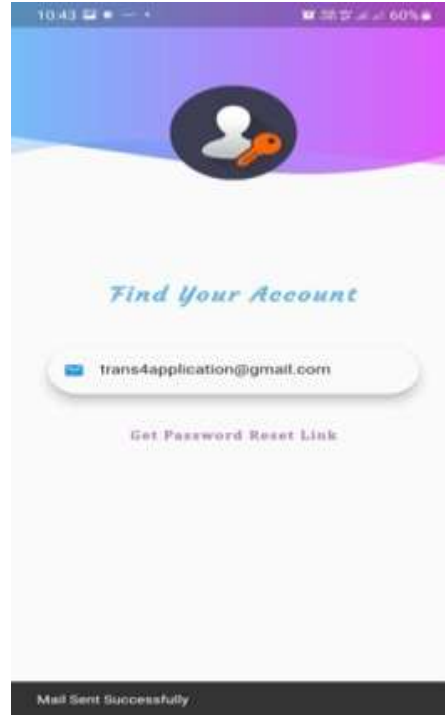 10:43
60%
Find Your Account
trans4application@gmail.com
Get Password Reset Link
Mail Sent Successfully